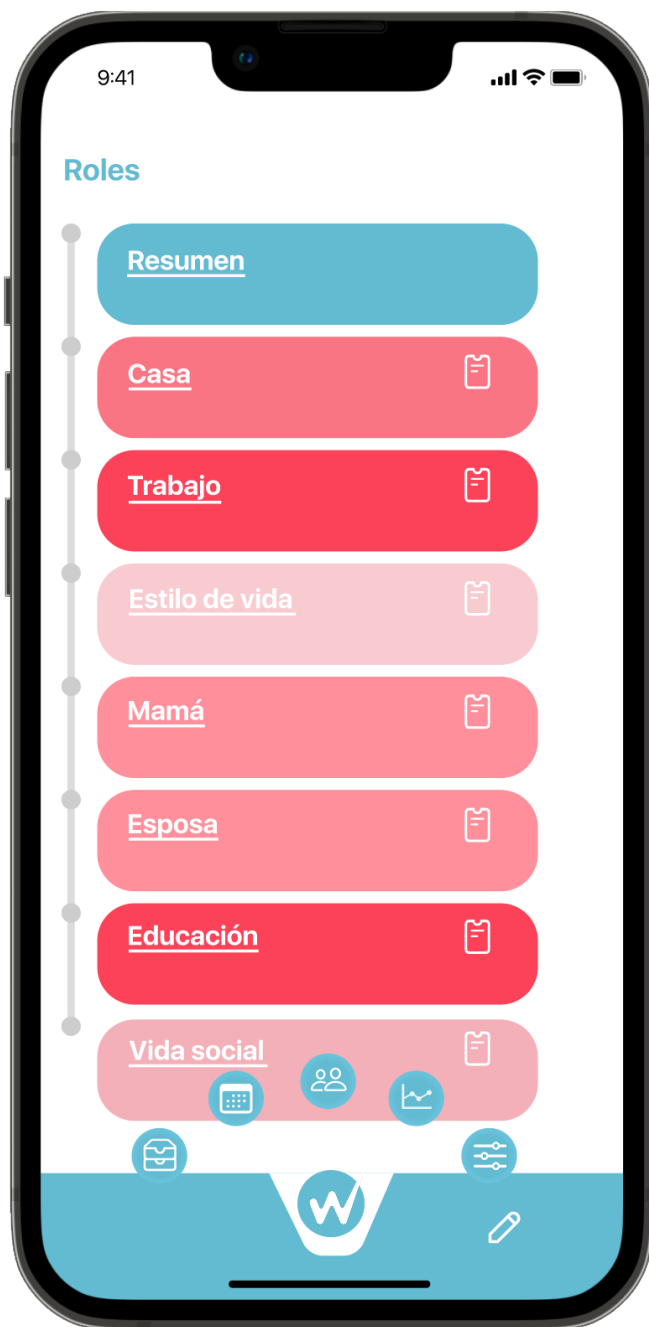 9:41
Roles
Resumen
Casa
Trabajo
Estilo de vida
Mamá
Esposa
Educación
Vida social